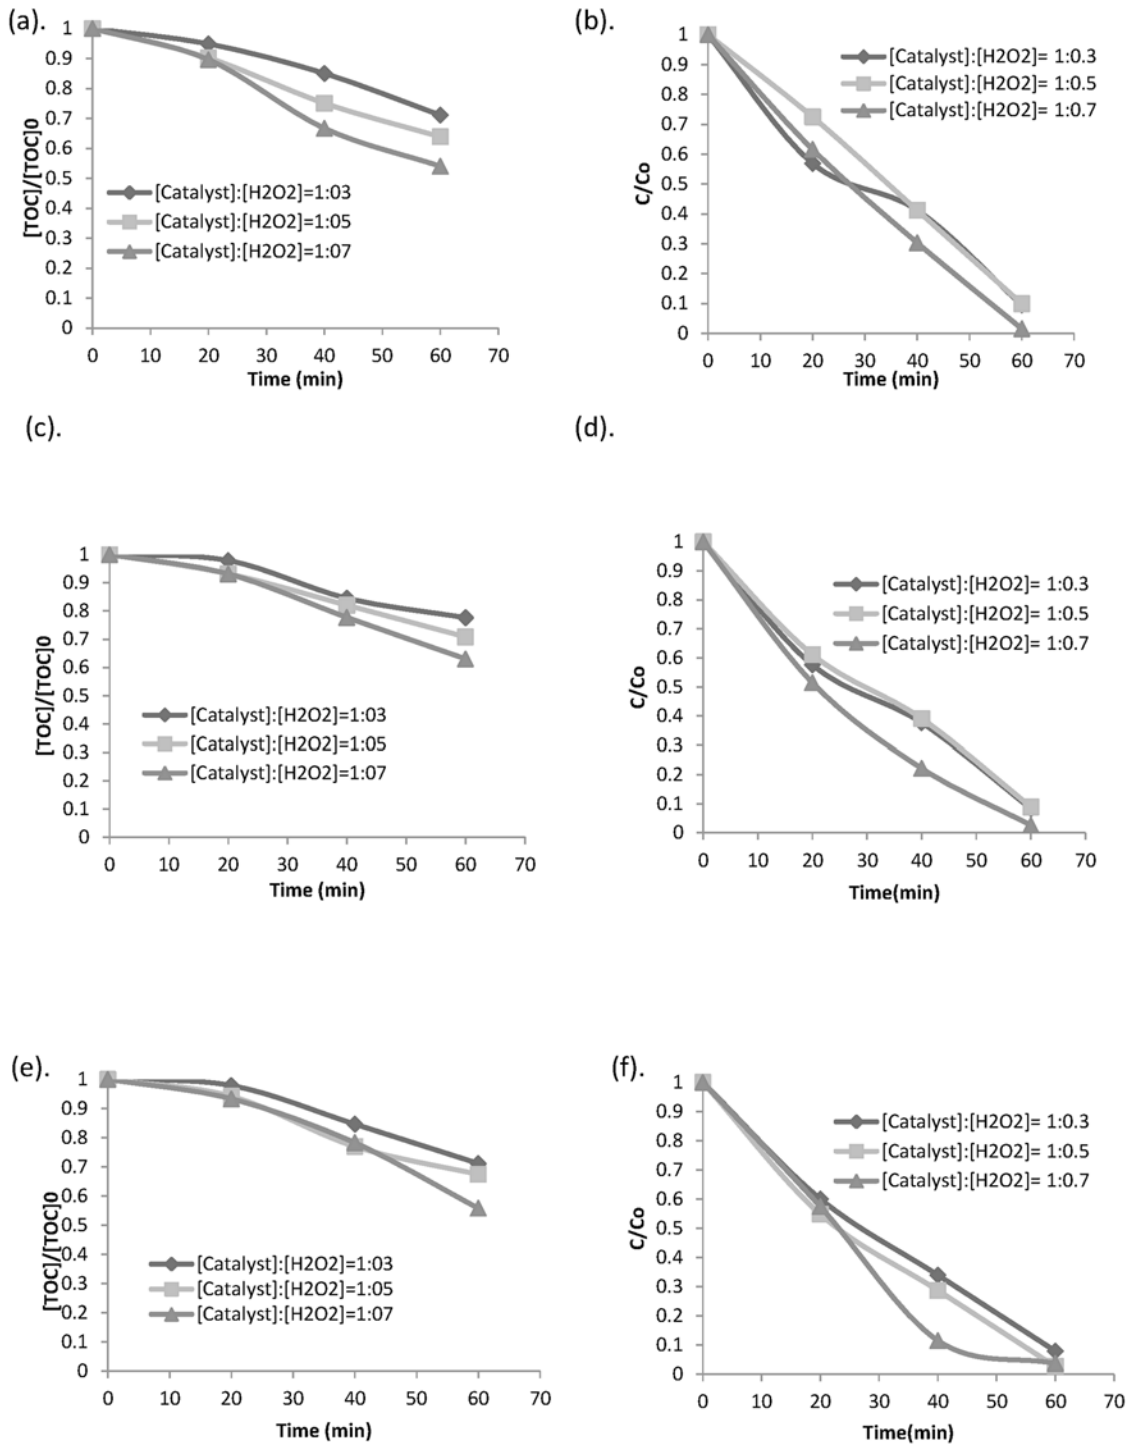 (a).
1
0.9
0.8
0.7
0.6
0.5
0.4
0.3
0.2
0.1
0
[TOC]/[TOC]0
[Catalyst]:[H2O2]=1:03
[Catalyst]:[H2O2]=1:05
[Catalyst]:[H2O2]=1:07
0 10 20 30 40 50 60 70
Time (min)
(b).
1
0.9
0.8
0.7
0.6
0.5
0.4
0.3
0.2
0.1
0
C/Co
[Catalyst]:[H2O2]= 1:0.3
[Catalyst]:[H2O2]= 1:0.5
[Catalyst]:[H2O2]= 1:0.7
0 10 20 30 40 50 60 70
Time (min)
(c).
1
0.9
0.8
0.7
0.6
0.5
0.4
0.3
0.2
0.1
0
[TOC]/[TOC]0
[Catalyst]:[H2O2]=1:03
[Catalyst]:[H2O2]=1:05
[Catalyst]:[H2O2]=1:07
0 10 20 30 40 50 60 70
Time (min)
(d).
1
0.9
0.8
0.7
0.6
0.5
0.4
0.3
0.2
0.1
0
C/Co
[Catalyst]:[H2O2]= 1:0.3
[Catalyst]:[H2O2]= 1:0.5
[Catalyst]:[H2O2]= 1:0.7
0 10 20 30 40 50 60 70
Time(min)
(e).
1
0.9
0.8
0.7
0.6
0.5
0.4
0.3
0.2
0.1
0
[TOC]/[TOC]0
[Catalyst]:[H2O2]=1:03
[Catalyst]:[H2O2]=1:05
[Catalyst]:[H2O2]=1:07
0 10 20 30 40 50 60 70
Time (min)
(f).
1
0.9
0.8
0.7
0.6
0.5
0.4
0.3
0.2
0.1
0
C/Co
[Catalyst]:[H2O2]= 1:0.3
[Catalyst]:[H2O2]= 1:0.5
[Catalyst]:[H2O2]= 1:0.7
0 10 20 30 40 50 60 70
Time(min)